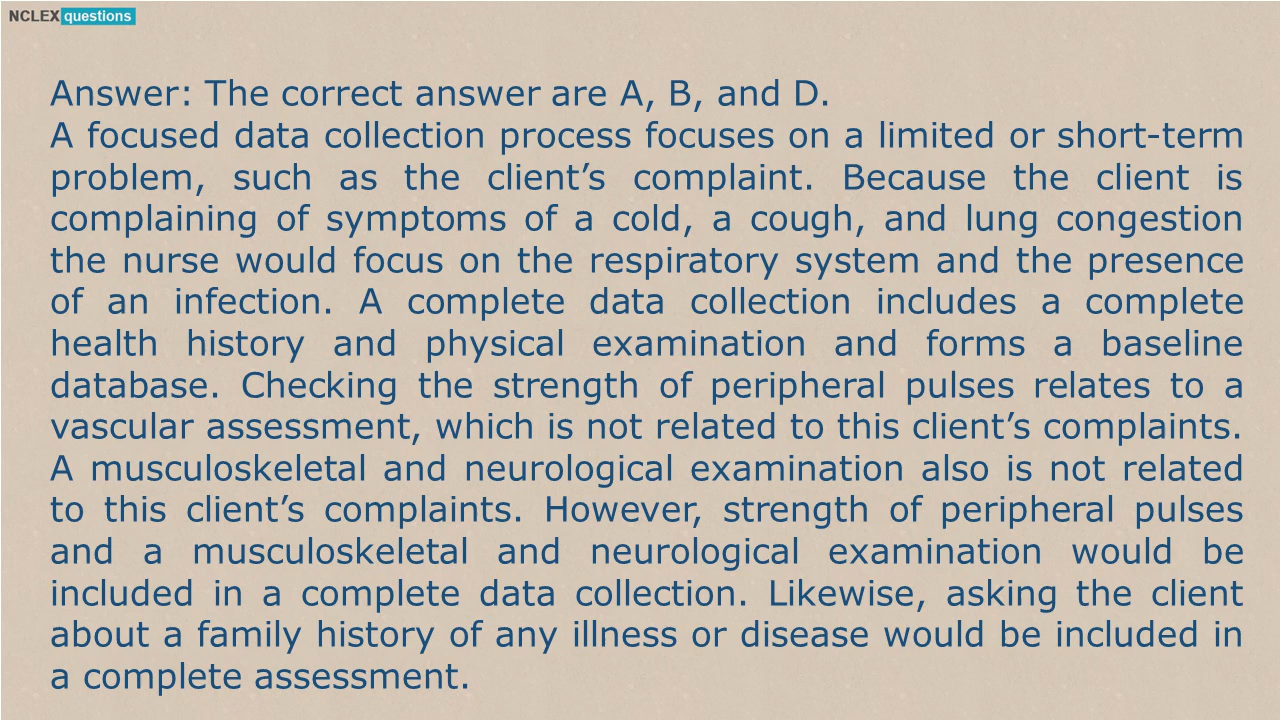 NCLEX questions
Answer: The correct answer are A, B, and D.
A focused data collection process focuses on a limited or short-term
problem, such as the client’s complaint. Because the client is
complaining of symptoms of a cold, a cough, and lung congestion
the nurse would focus on the respiratory system and the presence
of an infection. A complete data collection includes a complete
health history and physical examination and forms a baseline
database. Checking the strength of peripheral pulses relates to a
vascular assessment, which is not related to this client’s complaints.
A musculoskeletal and neurological examination also is not related
to this client’s complaints. However, strength of peripheral pulses
and a musculoskeletal and neurological examination would be
included in a complete data collection. Likewise, asking the client
about a family history of any illness or disease would be included in
a complete assessment.